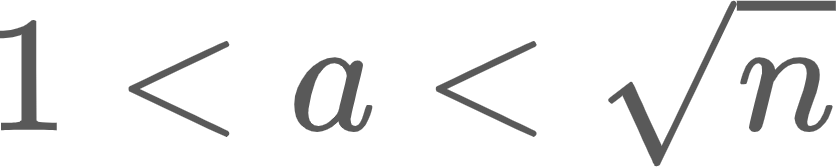 1 < a < √n